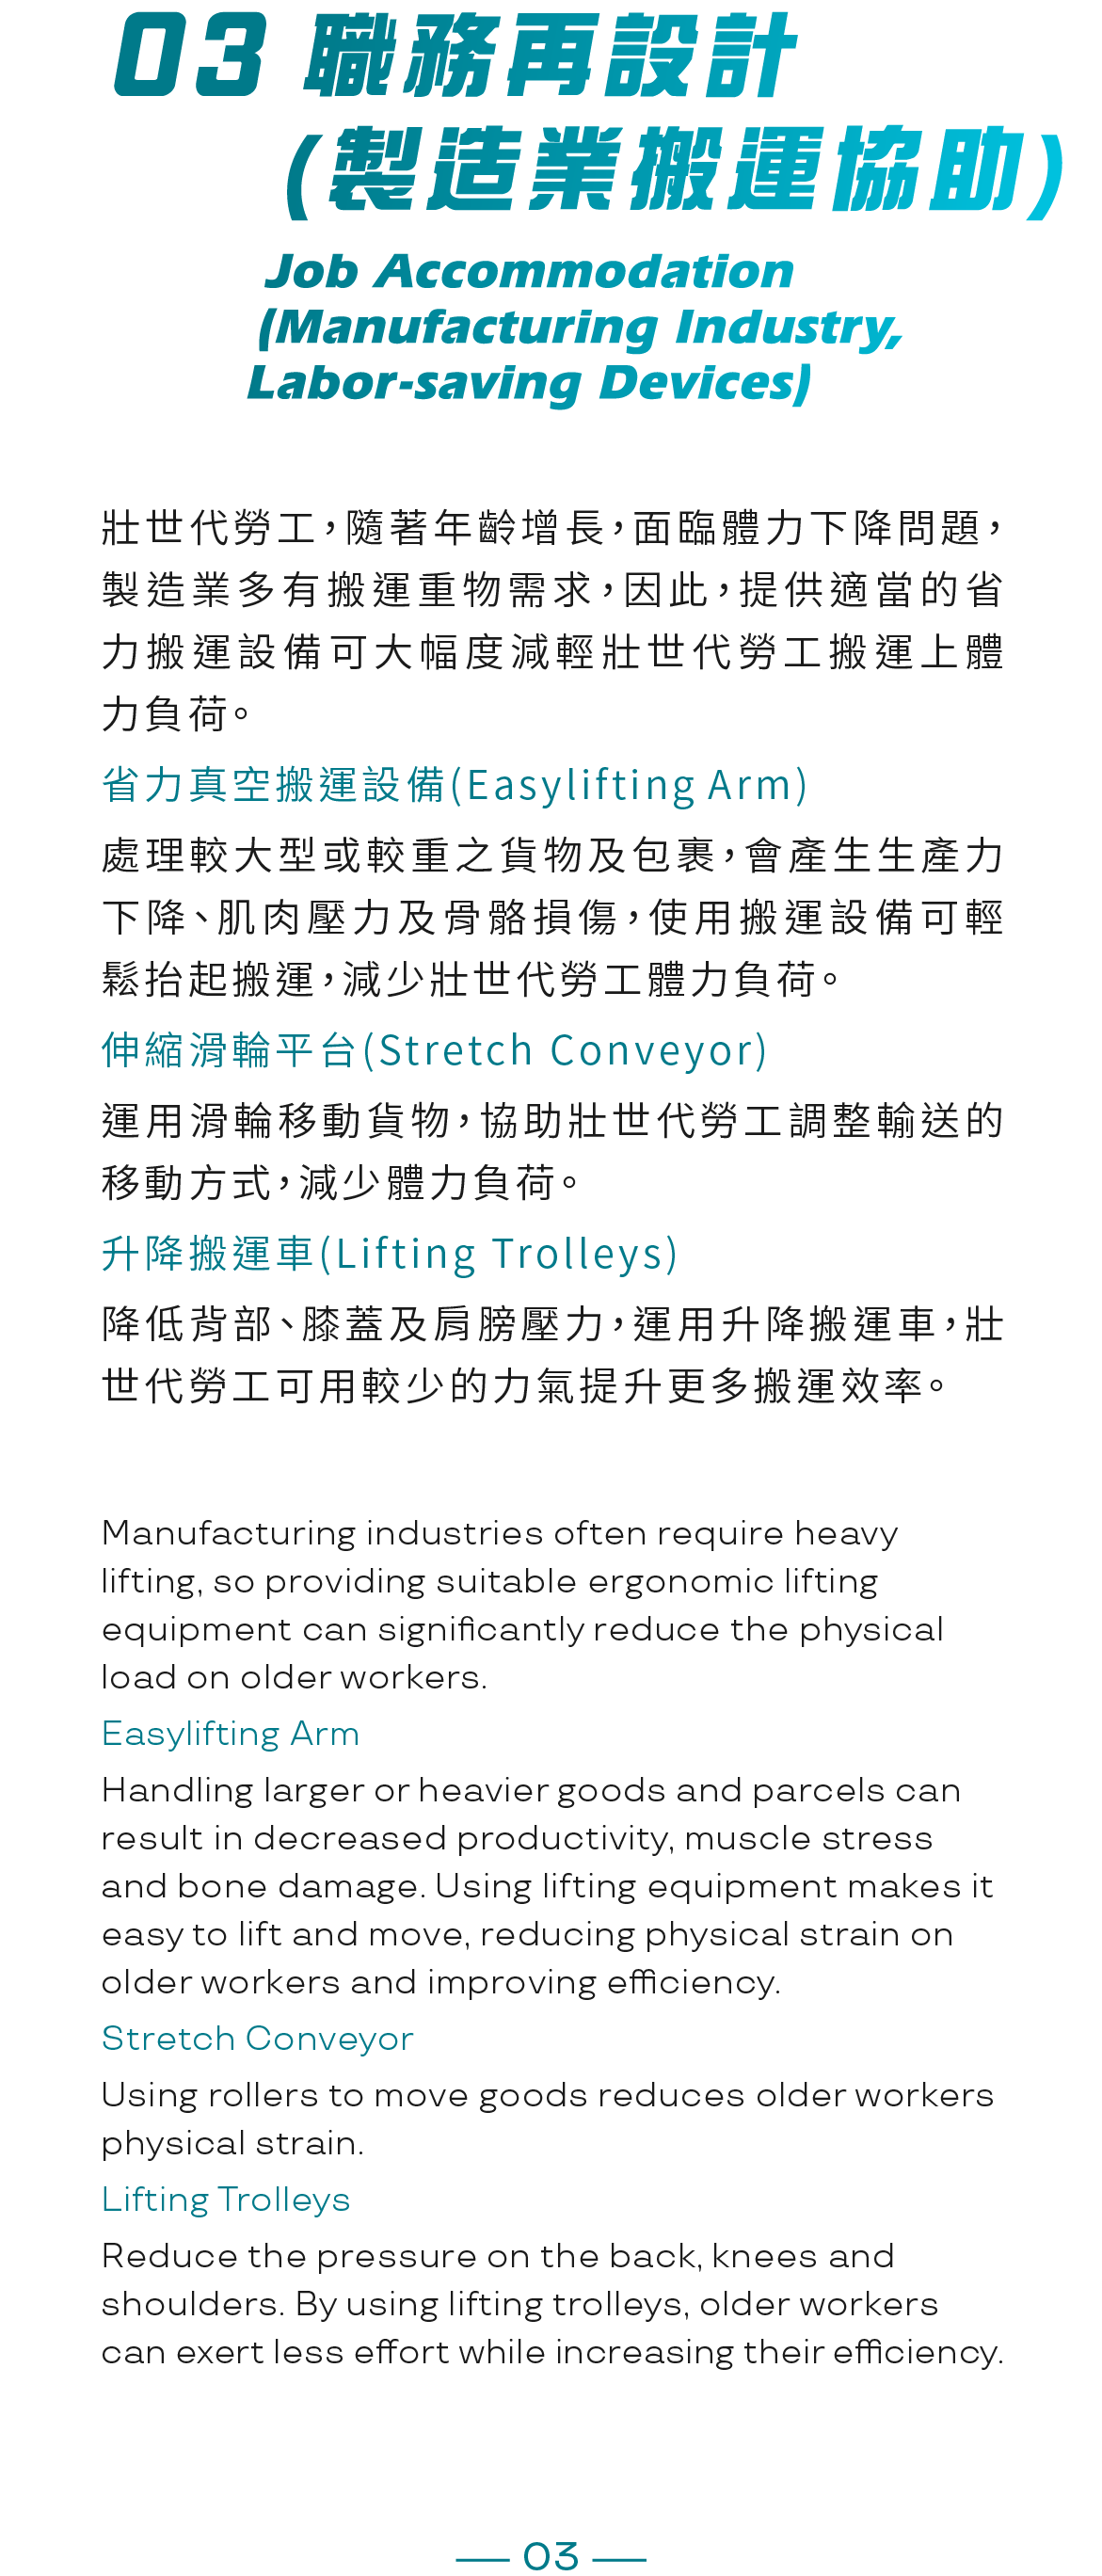 03 職務再設計
(製造業搬運協助)
Job Accommodation
(Manufacturing Industry,
Labor-saving Devices)
壯世代勞工，隨著年齡增長，面臨體力下降問題，
製造業多有搬運重物需求，因此，提供適當的省
力搬運設備可大幅度減輕壯世代勞工搬運上體
力負荷。
省力真空搬運設備(Easylifting Arm)
處理較大型或較重之貨物及包裹，會產生生產力
下降、肌肉壓力及骨骼損傷，使用搬運設備可輕
鬆抬起搬運，減少壯世代勞工體力負荷。
伸縮滑輪平台(Stretch Conveyor)
運用滑輪移動貨物，協助壯世代勞工調整輸送的
移動方式，減少體力負荷。
升降搬運車(Lifting Trolleys)
降低背部、膝蓋及肩膀壓力，運用升降搬運車，壯
世代勞工可用較少的力氣提升更多搬運效率。
Manufacturing industries often require heavy
lifting, so providing suitable ergonomic lifting
equipment can significantly reduce the physical
load on older workers.
Easylifting Arm
Handling larger or heavier goods and parcels can
result in decreased productivity, muscle stress
and bone damage. Using lifting equipment makes it
easy to lift and move, reducing physical strain on
older workers and improving efficiency.
Stretch Conveyor
Using rollers to move goods reduces older workers
physical strain.
Lifting Trolleys
Reduce the pressure on the back, knees and
shoulders. By using lifting trolleys, older workers
can exert less effort while increasing their efficiency.
— 03 —